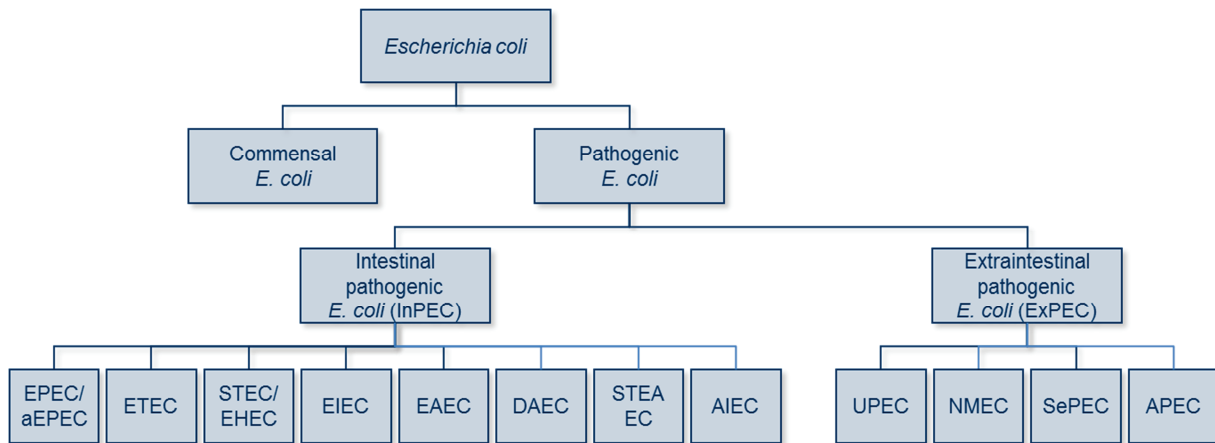 Escherichia coli
Commensal
E. coli
Pathogenic
E. coli
Intestinal
pathogenic
E. coli (InPEC)
Extraintestinal
pathogenic
E. coli (ExPEC)
EPEC/
aEPEC
ETEC
STEC/
EHEC
EIEC
EAEC
DAEC
STEA
EC
AIEC
UPEC
NMEC
SePEC
APEC